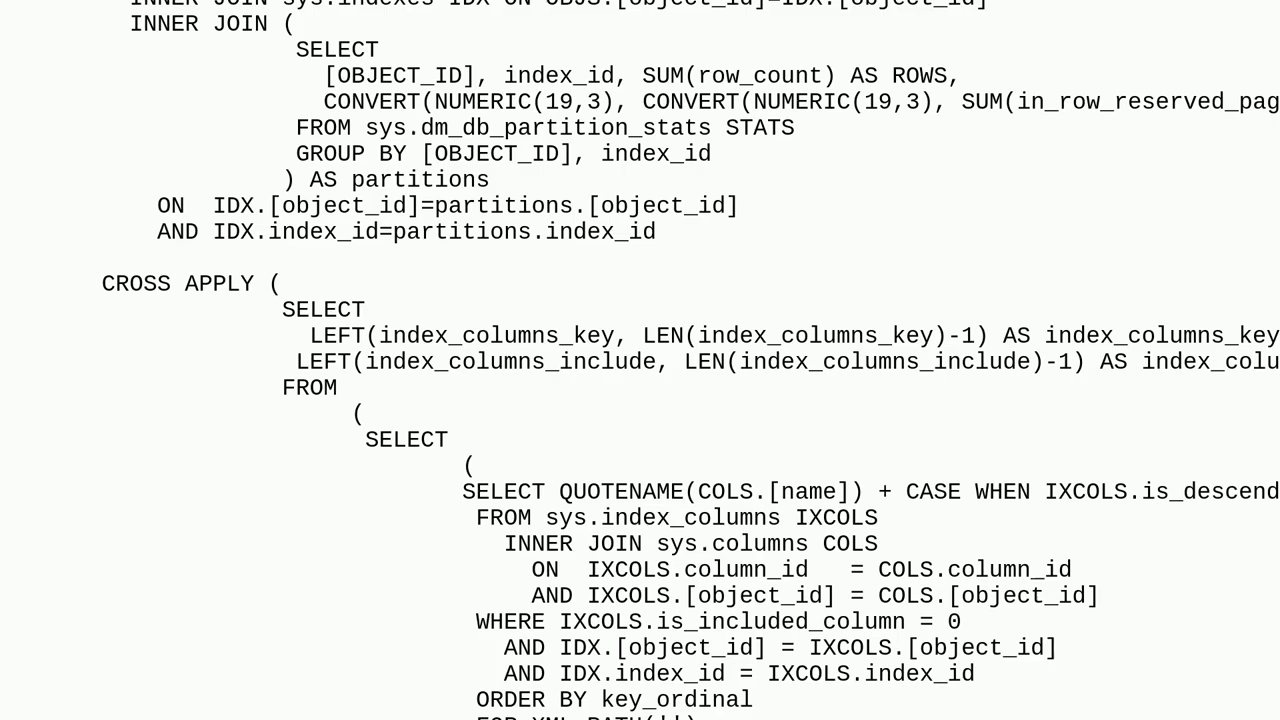 INNER JOIN sys.indexes IDX ON OBJS.[object_id]=IDX.[object_id]
INNER JOIN (
SELECT
[OBJECT_ID], index_id, SUM(row_count) AS ROWS,
CONVERT(NUMERIC(19,3), CONVERT(NUMERIC(19,3), SUM(in_row_reserved_pag
FROM sys.dm_db_partition_stats STATS
GROUP BY [OBJECT_ID], index_id
) AS partitions
ON  IDX.[object_id]=partitions.[object_id]
AND IDX.index_id=partitions.index_id
CROSS APPLY (
SELECT
LEFT(index_columns_key, LEN(index_columns_key)-1) AS index_columns_key
LEFT(index_columns_include, LEN(index_columns_include)-1) AS index_colu
FROM
(
SELECT
(
SELECT QUOTENAME(COLS.[name]) + CASE WHEN IXCOLS.is_descend
FROM sys.index_columns IXCOLS
INNER JOIN sys.columns COLS
ON  IXCOLS.column_id   = COLS.column_id
AND IXCOLS.[object_id] = COLS.[object_id]
WHERE IXCOLS.is_included_column = 0
AND IDX.[object_id] = IXCOLS.[object_id]
AND IDX.index_id = IXCOLS.index_id
ORDER BY key_ordinal
FOR XML PATH('')